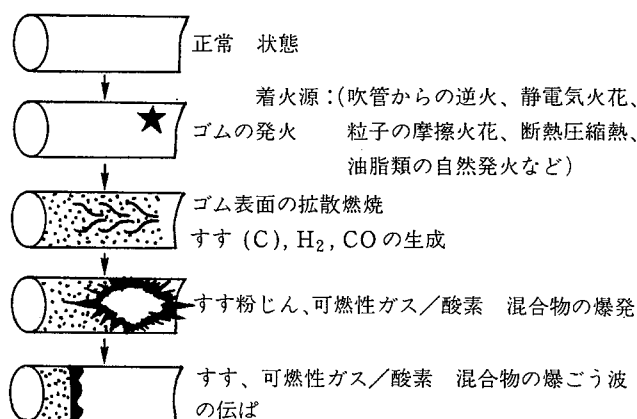 正常 状態
着火源:(吹管からの逆火、静電気火花、
ゴムの発火 粒子の摩擦火花、断熱圧縮熱、
油脂類の自然発火など)
ゴム表面の拡散燃焼
すす (C), H₂, COの生成
すす粉じん、可燃性ガス/酸素 混合物の爆発
すす、可燃性ガス/酸素 混合物の爆ごう波
の伝ぱ